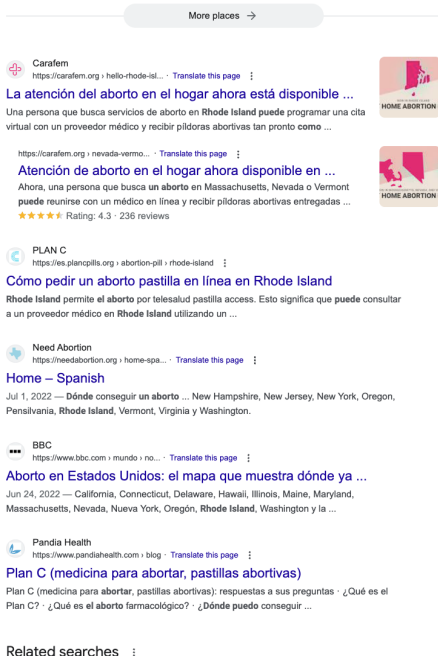 More places →
Carafem
https://carafem.org › hello-rhode-isl... · Translate this page
La atención del aborto en el hogar ahora está disponible ...
Una persona que busca servicios de aborto en Rhode Island puede programar una cita
virtual con un proveedor médico y recibir píldoras abortivas tan pronto como ...
HOME ABORTION
https://carafem.org › nevada-vermo... · Translate this page
Atención de aborto en el hogar ahora disponible en ...
Ahora, una persona que busca un aborto en Massachusetts, Nevada o Vermont
puede reunirse con un médico en línea y recibir píldoras abortivas entregadas ...
Rating: 4.3 · 236 reviews
HOME ABORTION
PLAN C
https://es.plancpills.org › abortion-pill › rhode-island
Cómo pedir un aborto pastilla en línea en Rhode Island
Rhode Island permite el aborto por telesalud pastilla access. Esto significa que puede consultar
a un proveedor médico en Rhode Island utilizando un ...
Need Abortion
https://needabortion.org › home-spa... · Translate this page
Home – Spanish
Jul 1, 2022 — Dónde conseguir un aborto ... New Hampshire, New Jersey, New York, Oregon,
Pensilvania, Rhode Island, Vermont, Virginia y Washington.
BBC
https://www.bbc.com › mundo › no... · Translate this page
Aborto en Estados Unidos: el mapa que muestra dónde ya ...
Jun 24, 2022 — California, Connecticut, Delaware, Hawaii, Illinois, Maine, Maryland,
Massachusetts, Nevada, Nueva York, Oregón, Rhode Island, Washington y la ...
Pandia Health
https://www.pandiahealth.com › blog · Translate this page
Plan C (medicina para abortar, pastillas abortivas)
Plan C (medicina para abortar, pastillas abortivas): respuestas a sus preguntas · ¿Qué es el
Plan C? · ¿Qué es el aborto farmacológico? · ¿Dónde puedo conseguir ...
Related searches